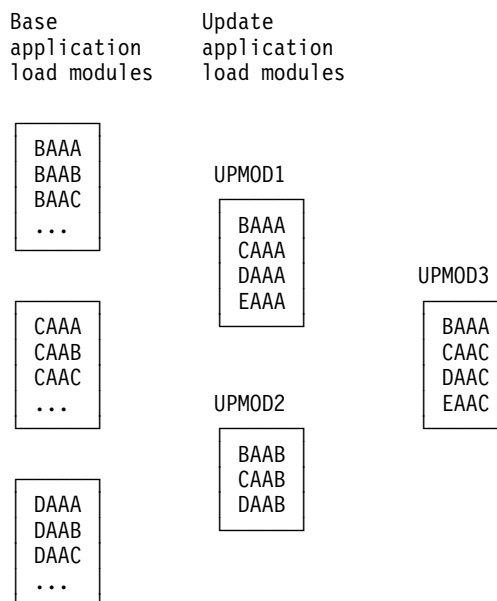 Base
application
load modules
Update
application
load modules
BAAA
BAAB
BAAC
...
UPMOD1
BAAA
CAAA
DAAA
EAAA
UPMOD3
BAAA
CAAC
DAAC
EAAC
CAAA
CAAB
CAAC
...
UPMOD2
BAAB
CAAB
DAAB
DAAA
DAAB
DAAC
...